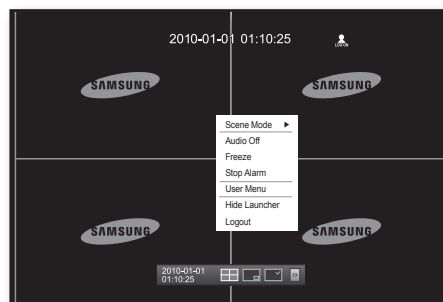 2010-01-01 01:10:25
LOG ON
SAMSUNG
SAMSUNG
Scene Mode
Audio Off
Freeze
Stop Alarm
User Menu
Hide Launcher
Logout
SAMSUNG
SAMSUNG
2010-01-01
01:10:25